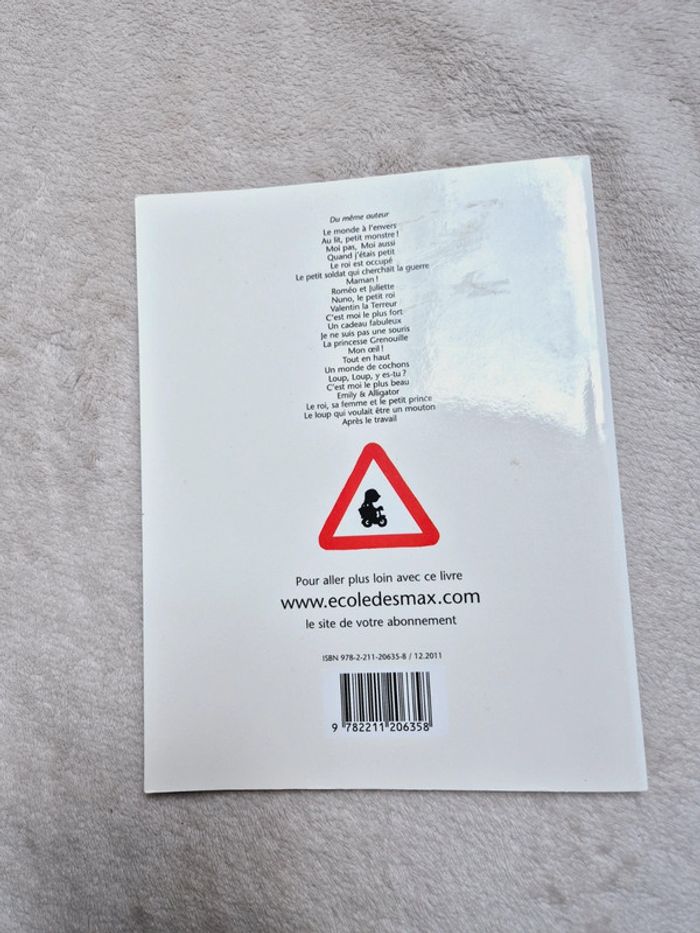 Du même auteur
Le monde à l'envers
Au lit, petit monstre !
Moi pas, Moi aussi
Quand j'étais petit
Le roi est occupé
Le petit soldat qui cherchait la guerre
Maman !
Roméo et Juliette
Nuno, le petit roi
Valentin la Terreur
C'est moi le plus fort
Un cadeau fabuleux
Je ne suis pas une souris
La princesse Grenouille
Mon œil !
Tout en haut
Un monde de cochons
Loup, Loup, y es-tu ?
C'est moi le plus beau
Emily & Alligator
Le roi, sa femme et le petit prince
Le loup qui voulait être un mouton
Après le travail
Pour aller plus loin avec ce livre
www.ecoledesmax.com
le site de votre abonnement
ISBN 978-2-211-20635-8 / 12.2011
9 782211 206358